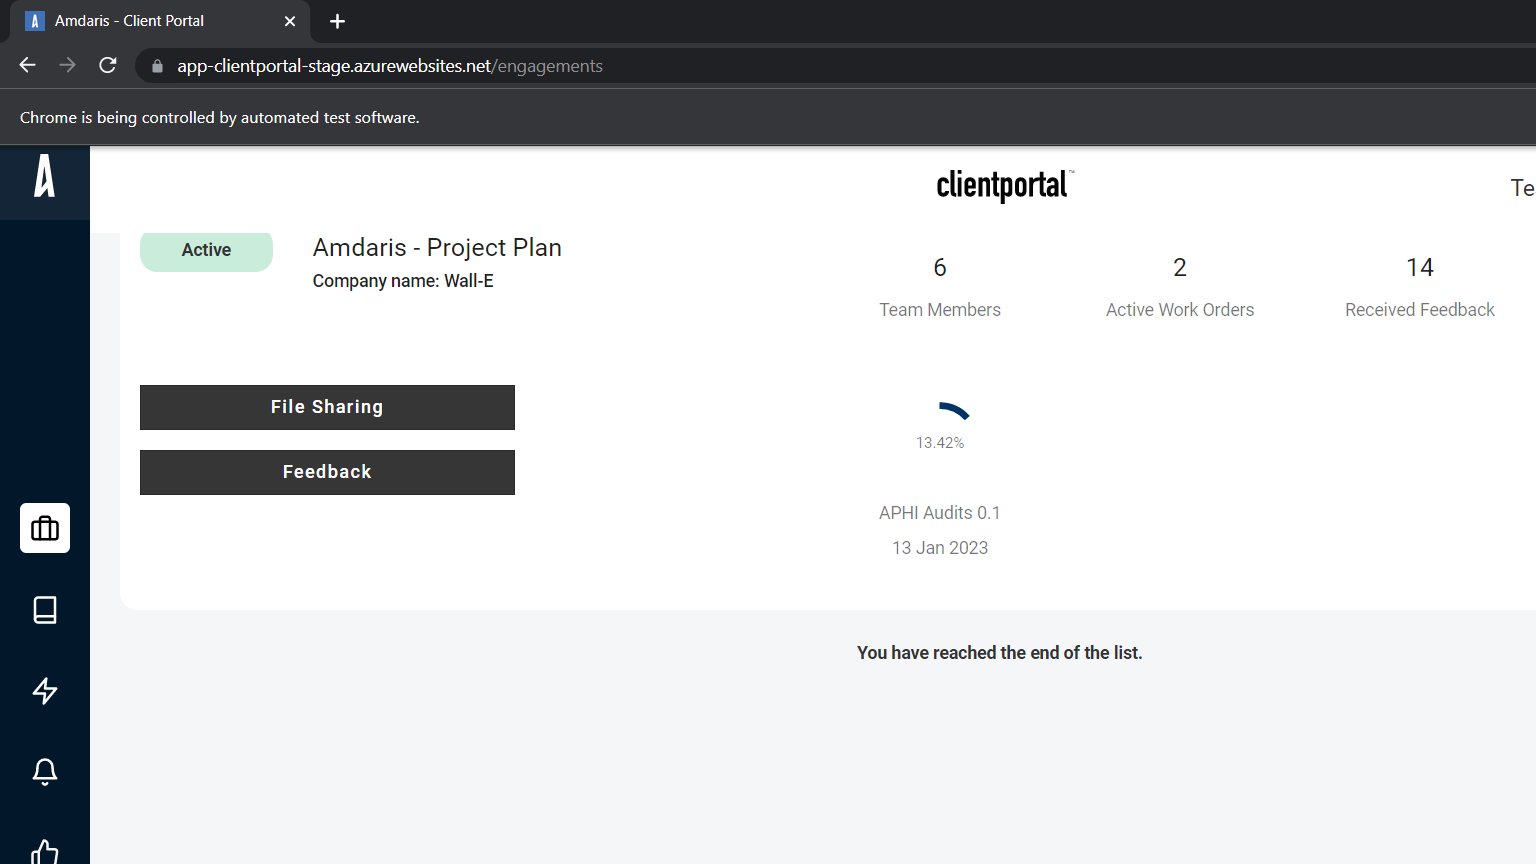 Amdaris - Client Portal
app-clientportal-stage.azurewebsites.net/engagements
Chrome is being controlled by automated test software.
clientportal™
Te
Active
Amdaris - Project Plan
Company name: Wall-E
6
Team Members
2
Active Work Orders
14
Received Feedback
File Sharing
Feedback
13.42%
APHI Audits 0.1
13 Jan 2023
You have reached the end of the list.